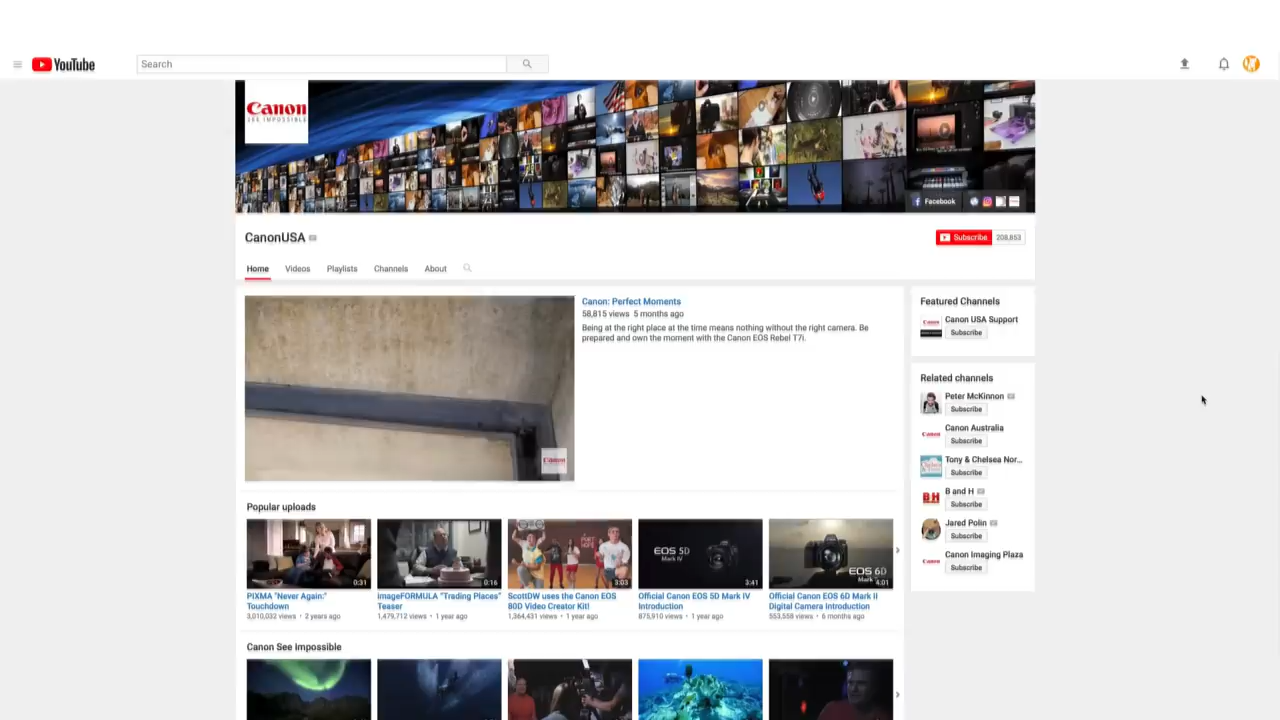 YouTube
Search
Canon
SEE IMPOSSIBLE
Facebook
CanonUSA
Subscribe 208,853
Home Videos Playlists Channels About
Canon: Perfect Moments
58,815 views 5 months ago
Being at the right place at the time means nothing without the right camera. Be
prepared and own the moment with the Canon EOS Rebel T7i.
Canon
Featured Channels
Canon USA Support
Subscribe
Related channels
Peter McKinnon
Subscribe
Canon Australia
Subscribe
Tony & Chelsea Nor...
Subscribe
B and H
Subscribe
Jared Polin
Subscribe
Canon Imaging Plaza
Subscribe
Popular uploads
0:31
0:16
3:03
EOS 5D
Mark IV
3:41
EOS 6D
Mark
4:01
PIXMA "Never Again:"
Touchdown
3,010,032 views • 2 years ago
imageFORMULA "Trading Places"
Teaser
1,479,712 views • 1 year ago
ScottDW uses the Canon EOS
80D Video Creator Kit!
1,364,431 views • 1 year ago
Official Canon EOS 5D Mark IV
Introduction
875,910 views • 1 year ago
Official Canon EOS 6D Mark II
Digital Camera Introduction
553,558 views • 6 months ago
Canon See Impossible